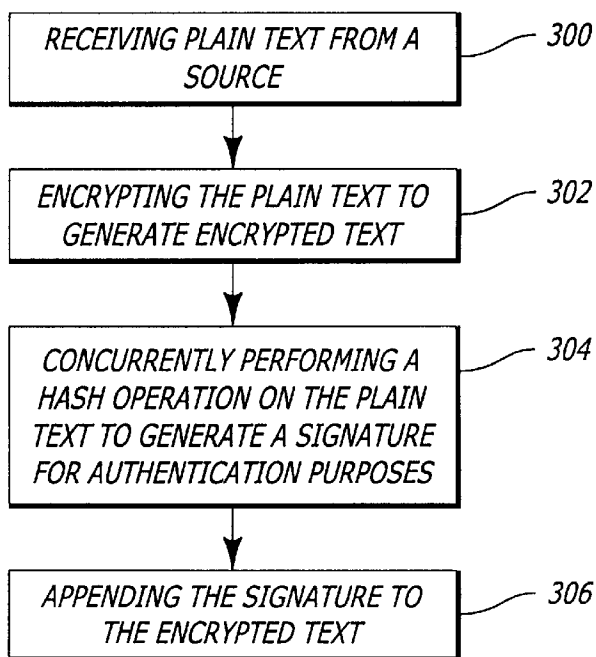 RECEIVING PLAIN TEXT FROM A
SOURCE
300
ENCRYPTING THE PLAIN TEXT TO
GENERATE ENCRYPTED TEXT
302
CONCURRENTLY PERFORMING A
HASH OPERATION ON THE PLAIN
TEXT TO GENERATE A SIGNATURE
FOR AUTHENTICATION PURPOSES
304
APPENDING THE SIGNATURE TO
THE ENCRYPTED TEXT
306